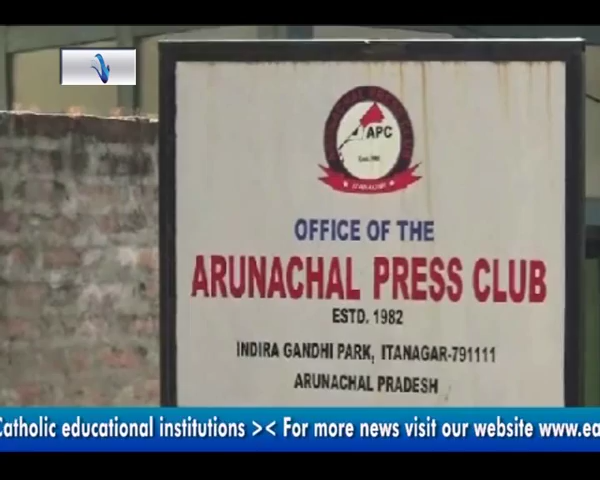 APC
OFFICE OF THE
ARUNACHAL PRESS CLUB
ESTD. 1982
INDIRA GANDHI PARK, ITANAGAR-791111
ARUNACHAL PRADESH
Catholic educational institutions >< For more news visit our website www.ea